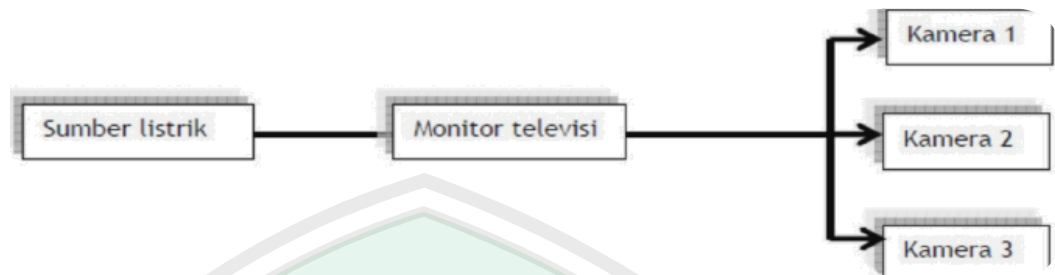 Kamera 1
Sumber listrik
Monitor televisi
Kamera 2
Kamera 3